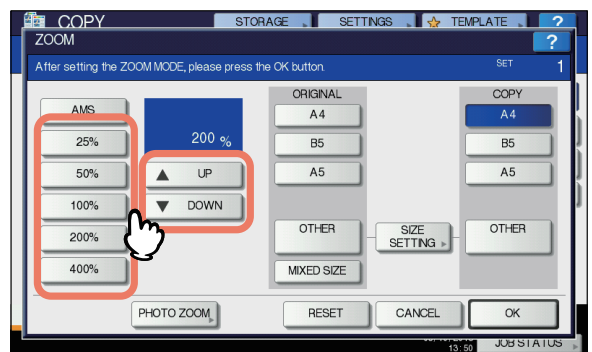 COPY STORAGE SETTINGS TEMPLATE ?
ZOOM ?
After setting the ZOOM MODE, please press the OK button. SET 1
ORIGINAL COPY
AMS A4 A4
25% 200 % B5 B5
50% UP A5 A5
100% DOWN
200% OTHER SIZE SETTING OTHER
400% MIXED SIZE
PHOTO ZOOM RESET CANCEL OK
13:50 JOB STATUS